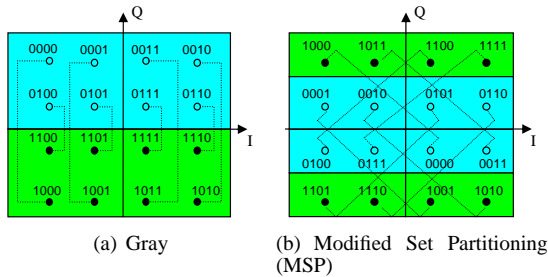 Q
0000 0001 0011 0010
0100 0101 0111 0110
I
1100 1101 1111 1110
1000 1001 1011 1010
(a) Gray
Q
1000 1011 1100 1111
0001 0010 0101 0110
I
0100 0111 0000 0011
1101 1110 1001 1010
(b) Modified Set Partitioning
(MSP)